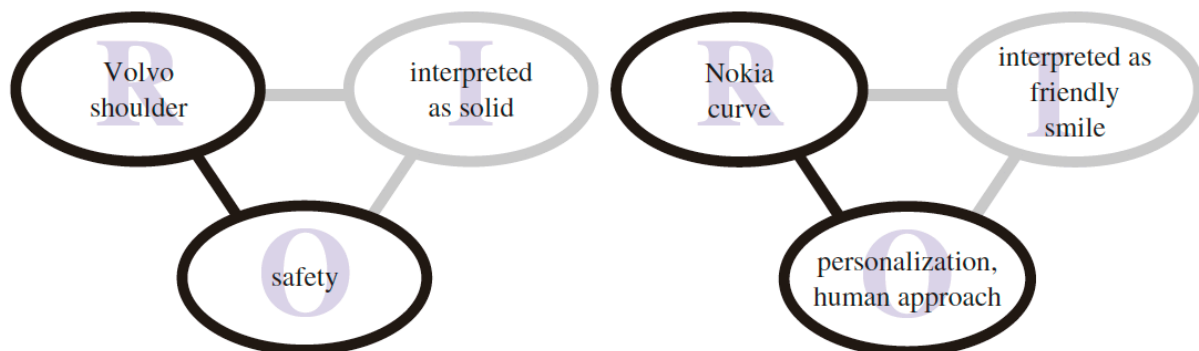 R
Volvo
shoulder
I
interpreted
as solid
O
safety
R
Nokia
curve
I
interpreted as
friendly
smile
O
personalization,
human approach